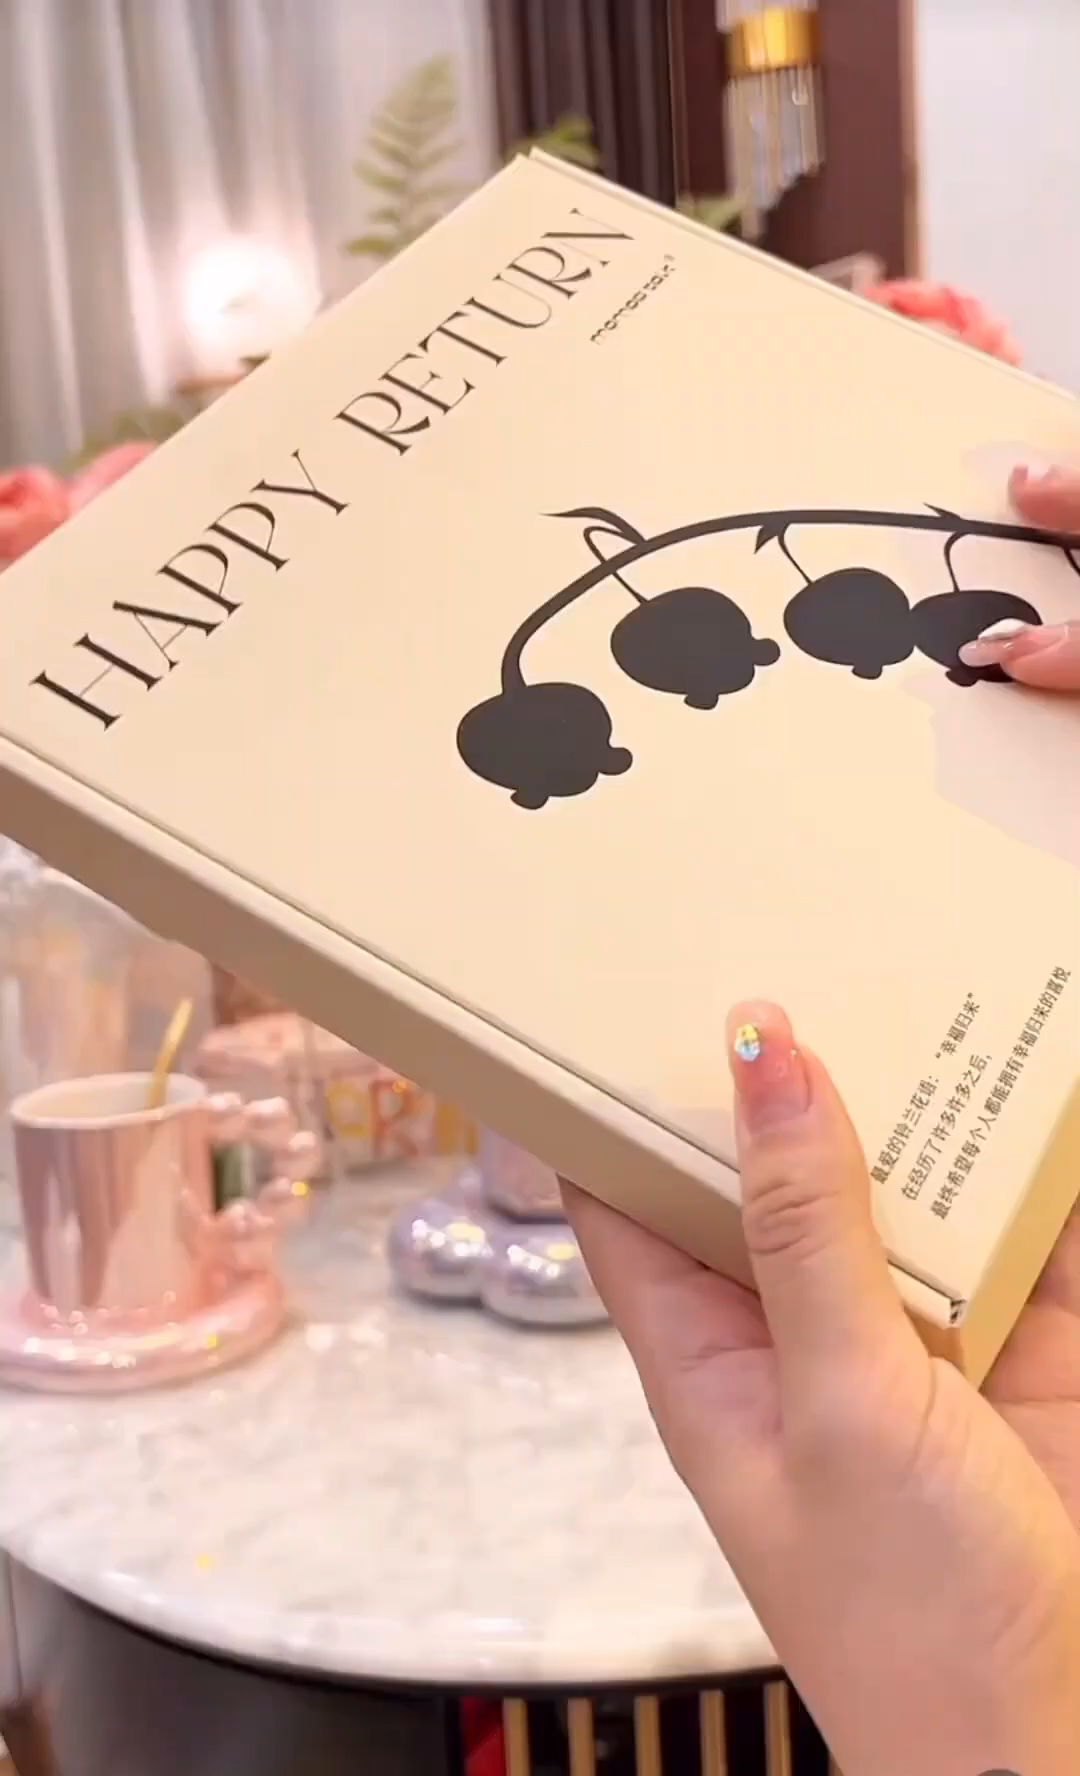 HAPPY RETURN
最爱的铃兰花语：“幸福归来”
在经历了许多许多之后，
最终希望每个人都能拥有幸福归来的喜悦